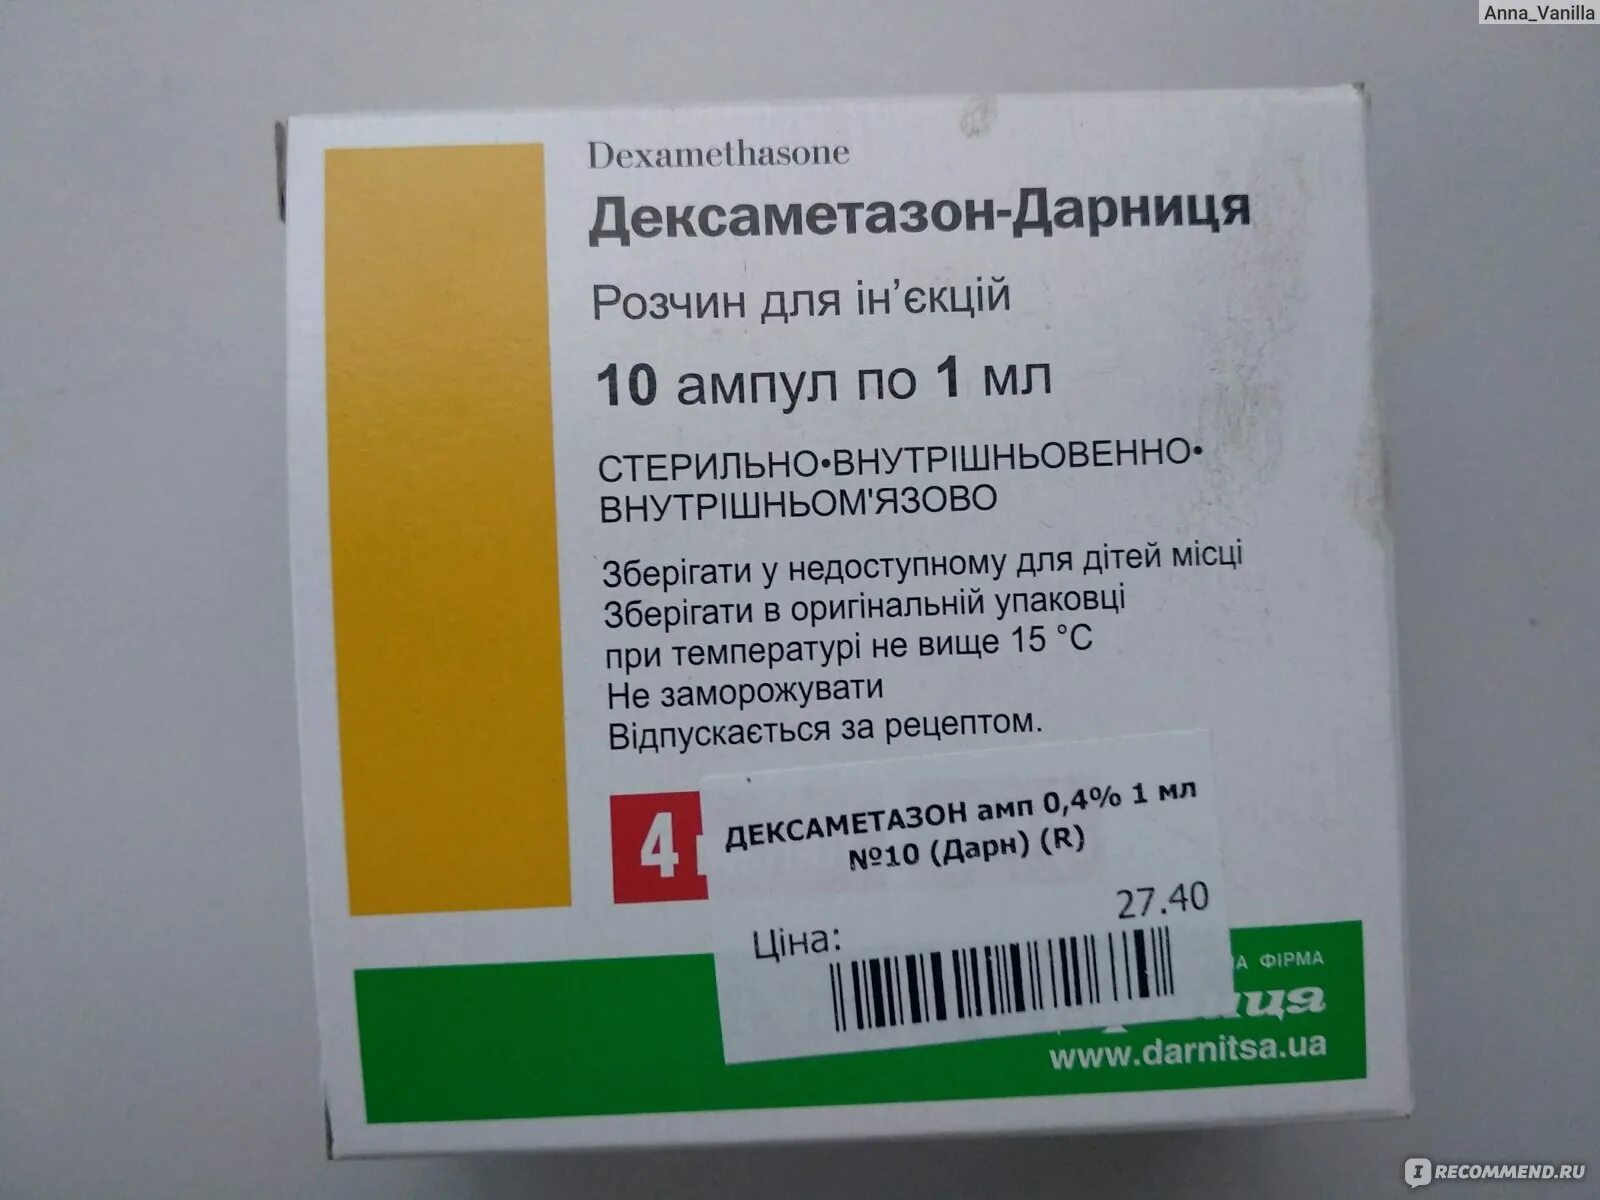 Anna_Vanilla
Dexamethasone
Дексаметазон-Дарниця
Розчин для ін’єкцій
10 ампул по 1 мл
СТЕРИЛЬНО•ВНУТРІШНЬОВЕННО•
ВНУТРІШНЬОМ'ЯЗОВО
Зберігати у недоступному для дітей місці
Зберігати в оригінальній упаковці
при температурі не вище 15 °С
Не заморожувати
Відпускається за рецептом.
4
ДЕКСАМЕТАЗОН амп 0,4% 1 мл
№10 (Дарн) (R)
27.40
Ціна:
ФІРМА
www.darnitsa.ua
IRECOMMEND.RU